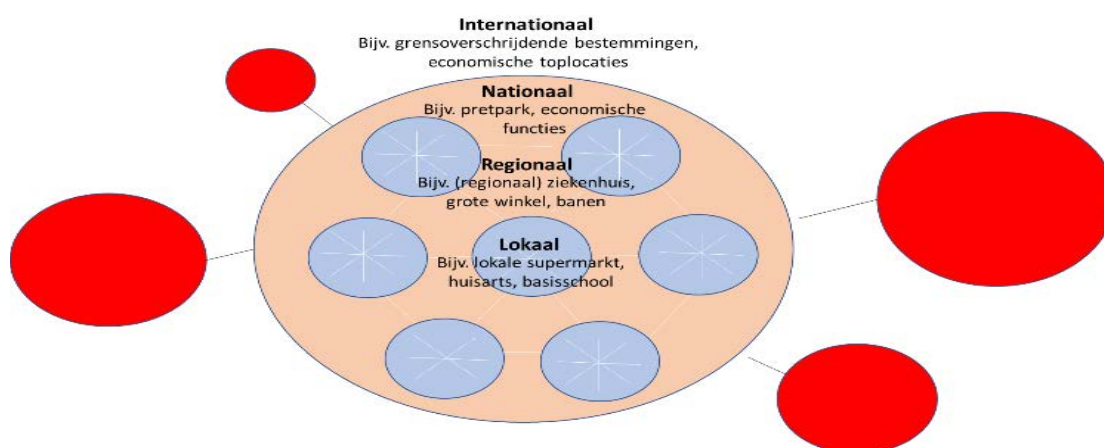 Internationaal
Bijv. grensoverschrijdende bestemmingen,
economische toplocaties
Nationaal
Bijv. pretpark, economische
functies
Regionaal
Bijv. (regionaal) ziekenhuis,
grote winkel, banen
Lokaal
Bijv. lokale supermarkt,
huisarts, basisschool